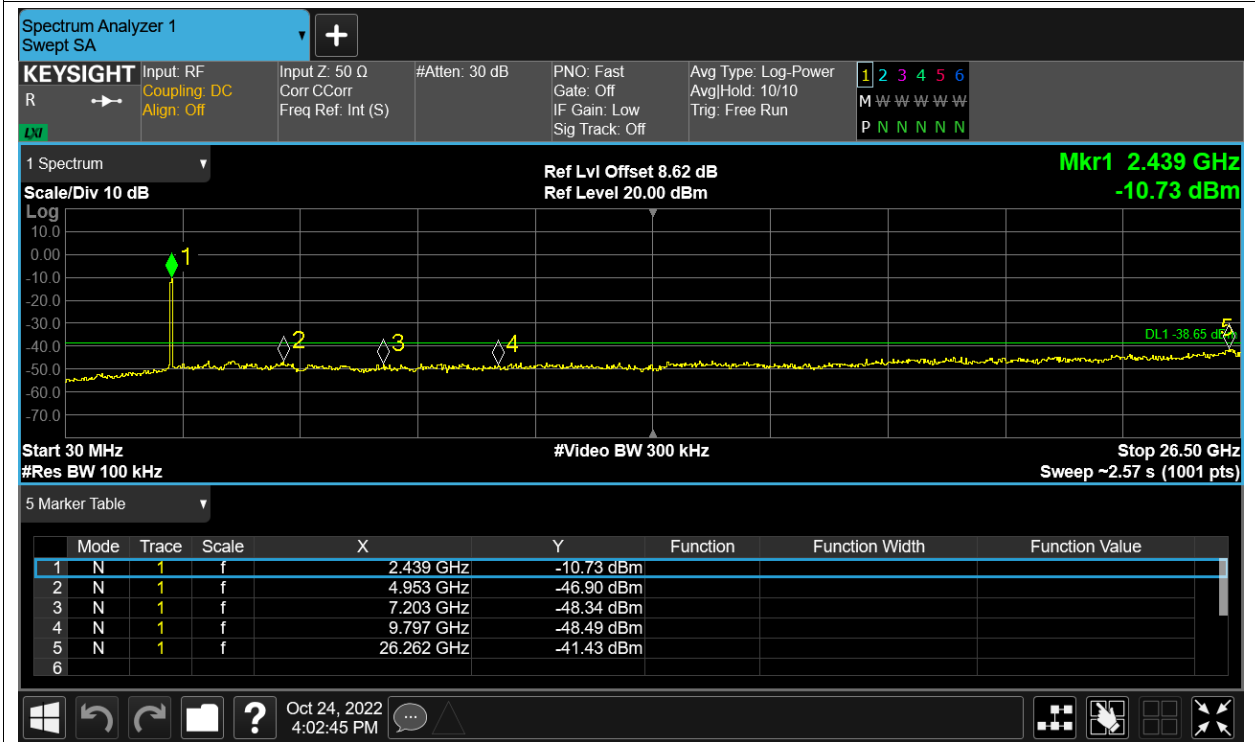 Spectrum Analyzer 1
Swept SA
KEYSIGHT
R
LXI
Input: RF
Coupling: DC
Align: Off
Input Z: 50 Ω
Corr CCorr
Freq Ref: Int (S)
#Atten: 30 dB
PNO: Fast
Gate: Off
IF Gain: Low
Sig Track: Off
Avg Type: Log-Power
Avg|Hold: 10/10
Trig: Free Run
1 2 3 4 5 6
M W W W W W
P N N N N N
1 Spectrum
Scale/Div 10 dB
Ref Lvl Offset 8.62 dB
Ref Level 20.00 dBm
Mkr1 2.439 GHz
-10.73 dBm
Log
10.0
0.00
-10.0
-20.0
-30.0
-40.0
-50.0
-60.0
-70.0
1
2
3
4
5
DL1 -38.65
Start 30 MHz
#Video BW 300 kHz
Stop 26.50 GHz
#Res BW 100 kHz
Sweep ~2.57 s (1001 pts)
5 Marker Table
Mode Trace Scale X Y Function Function Width Function Value
1 N 1 f 2.439 GHz -10.73 dBm
2 N 1 f 4.953 GHz -46.90 dBm
3 N 1 f 7.203 GHz -48.34 dBm
4 N 1 f 9.797 GHz -48.49 dBm
5 N 1 f 26.262 GHz -41.43 dBm
6
?
Oct 24, 2022
4:02:45 PM